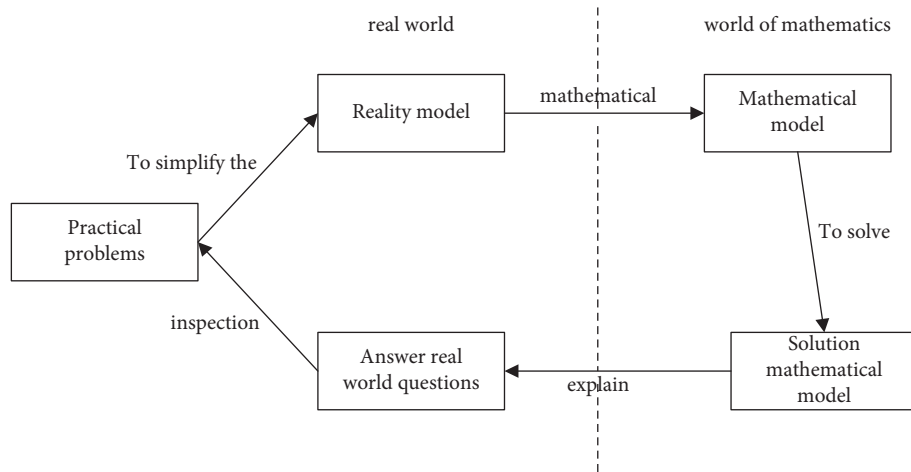 real world
world of mathematics
Reality model
mathematical
Mathematical
model
To simplify the
Practical
problems
To solve
inspection
Answer real
world questions
explain
Solution
mathematical
model